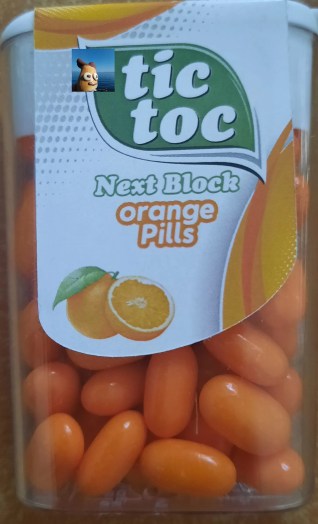 tic
toc
Next Block
orange
Pills